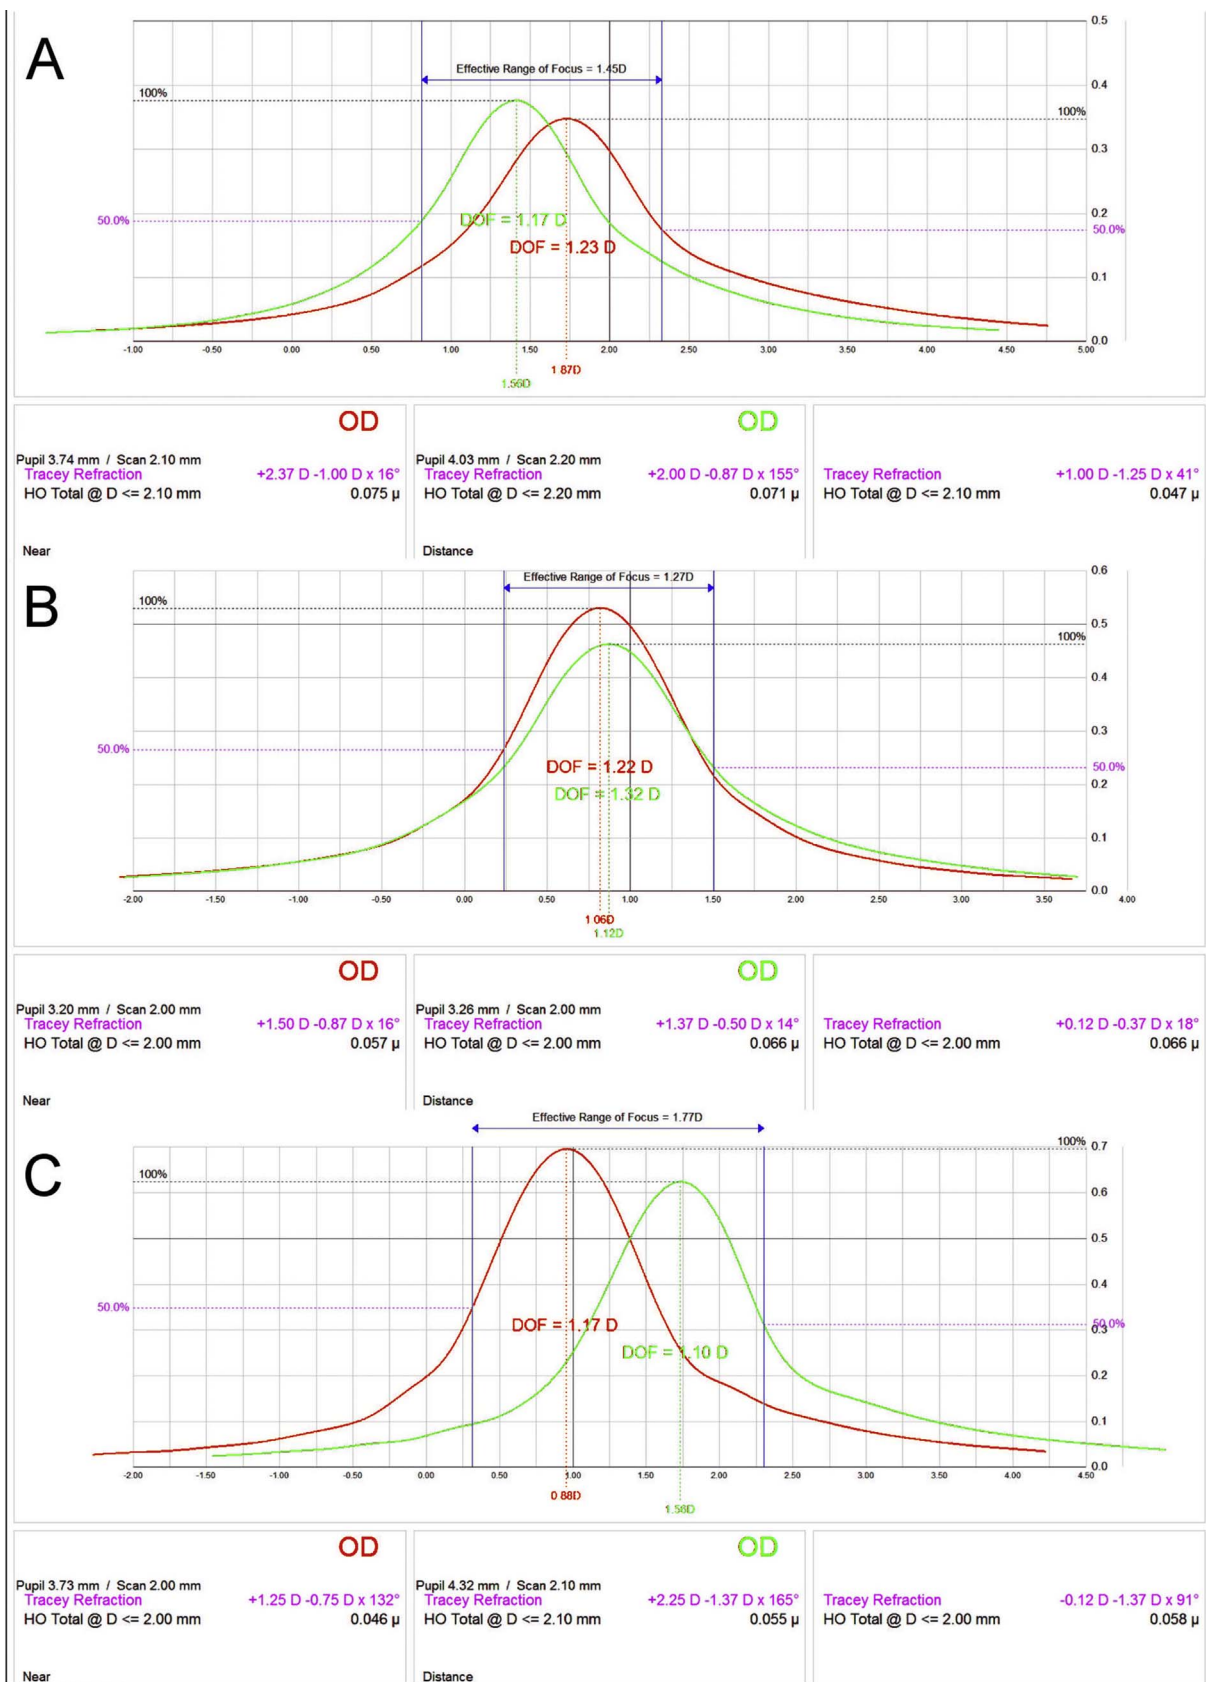 A
0.5
Effective Range of Focus = 1.45D
0.4
100%
100%
0.3
50.0%
DOF = 1.17 D
0.2
50.0%
DOF = 1.23 D
0.1
0.0
-1.00 -0.50 0.00 0.50 1.00 1.50 2.00 2.50 3.00 3.50 4.00 4.50 5.00
1.87D
1.56D
OD OD
Pupil 3.74 mm / Scan 2.10 mm Pupil 4.03 mm / Scan 2.20 mm
Tracey Refraction +2.37 D -1.00 D x 16° Tracey Refraction +2.00 D -0.87 D x 155° Tracey Refraction +1.00 D -1.25 D x 41°
HO Total @ D <= 2.10 mm 0.075 µ HO Total @ D <= 2.20 mm 0.071 µ HO Total @ D <= 2.10 mm 0.047 µ
Near Distance
B
Effective Range of Focus = 1.27D
0.6
100%
0.5
100%
0.4
0.3
50.0%
DOF = 1.22 D
50.0%
0.2
DOF = 1.32 D
0.1
0.0
-2.00 -1.50 -1.00 -0.50 0.00 0.50 1.00 1.50 2.00 2.50 3.00 3.50 4.00
1.06D
1.12D
OD OD
Pupil 3.20 mm / Scan 2.00 mm Pupil 3.26 mm / Scan 2.00 mm
Tracey Refraction +1.50 D -0.87 D x 16° Tracey Refraction +1.37 D -0.50 D x 14° Tracey Refraction +0.12 D -0.37 D x 18°
HO Total @ D <= 2.00 mm 0.057 µ HO Total @ D <= 2.00 mm 0.066 µ HO Total @ D <= 2.00 mm 0.066 µ
Near Distance
C
Effective Range of Focus = 1.77D
100% 0.7
100%
0.6
0.5
0.4
50.0%
DOF = 1.17 D
0.3
50.0%
DOF = 1.10 D
0.2
0.1
0.0
-2.00 -1.50 -1.00 -0.50 0.00 0.50 1.00 1.50 2.00 2.50 3.00 3.50 4.00 4.50
0.88D
1.58D
OD OD
Pupil 3.73 mm / Scan 2.00 mm Pupil 4.32 mm / Scan 2.10 mm
Tracey Refraction +1.25 D -0.75 D x 132° Tracey Refraction +2.25 D -1.37 D x 165° Tracey Refraction -0.12 D -1.37 D x 91°
HO Total @ D <= 2.00 mm 0.046 µ HO Total @ D <= 2.10 mm 0.055 µ HO Total @ D <= 2.00 mm 0.058 µ
Near Distance